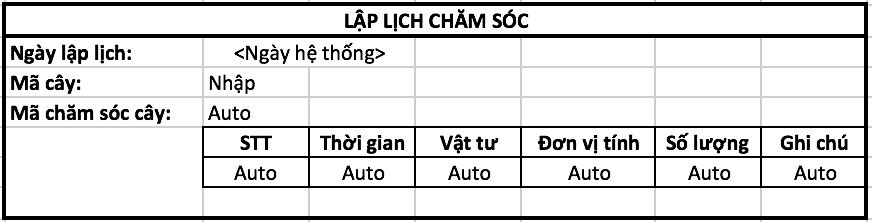 LẬP LỊCH CHĂM SÓC
Ngày lập lịch: <Ngày hệ thống>
Mã cây: Nhập
Mã chăm sóc cây: Auto
STT Thời gian Vật tư Đơn vị tính Số lượng Ghi chú
Auto Auto Auto Auto Auto Auto